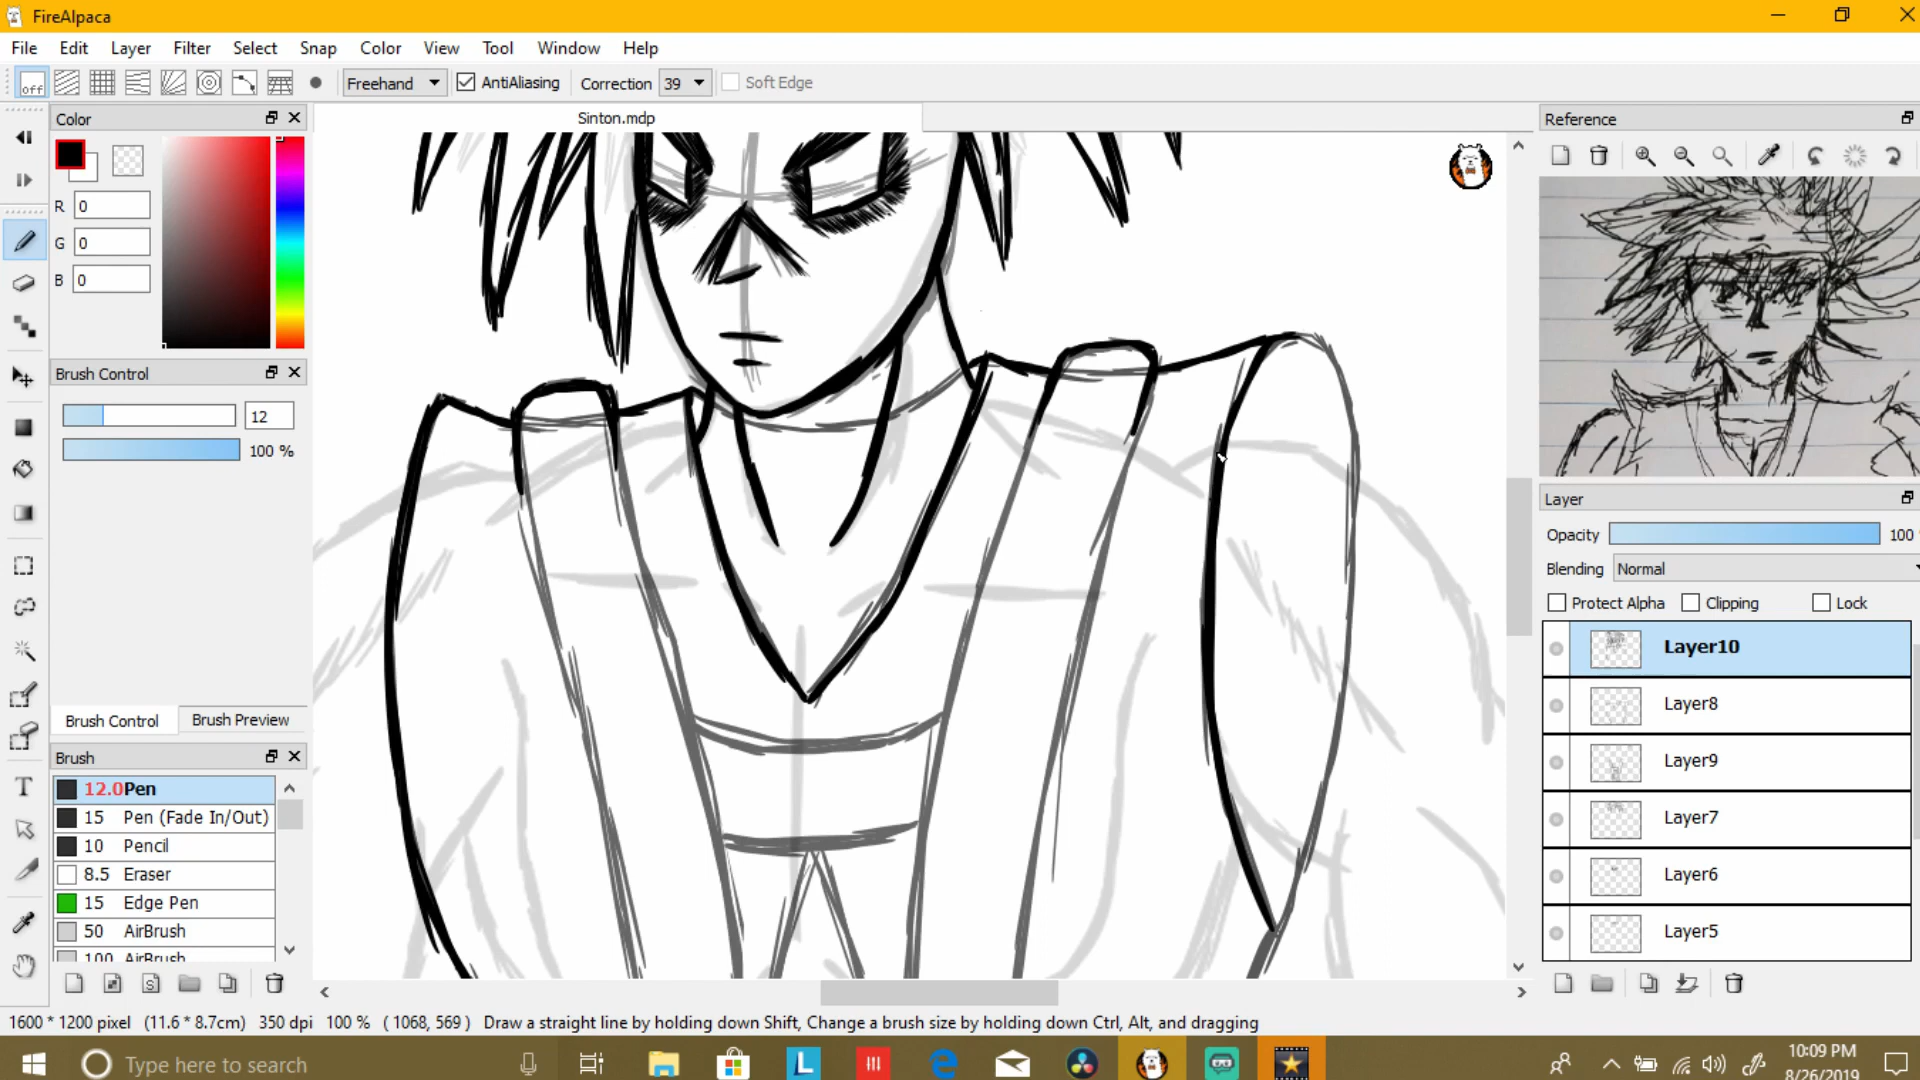 FireAlpaca
File Edit Layer Filter Select Snap Color View Tool Window Help
off Freehand AntiAliasing Correction 39 Soft Edge
Color
Sinton.mdp
Reference
R 0
G 0
B 0
Brush Control
12
100 %
Brush Control Brush Preview
Brush
12.0 Pen
15 Pen (Fade In/Out)
10 Pencil
8.5 Eraser
15 Edge Pen
50 AirBrush
100 AirBrush
Layer
Opacity 100
Blending Normal
Protect Alpha Clipping Lock
Layer10
Layer8
Layer9
Layer7
Layer6
Layer5
1600 * 1200 pixel (11.6 * 8.7cm) 350 dpi 100 % ( 1068, 569 ) Draw a straight line by holding down Shift, Change a brush size by holding down Ctrl, Alt, and dragging
Type here to search
10:09 PM
8/26/2019